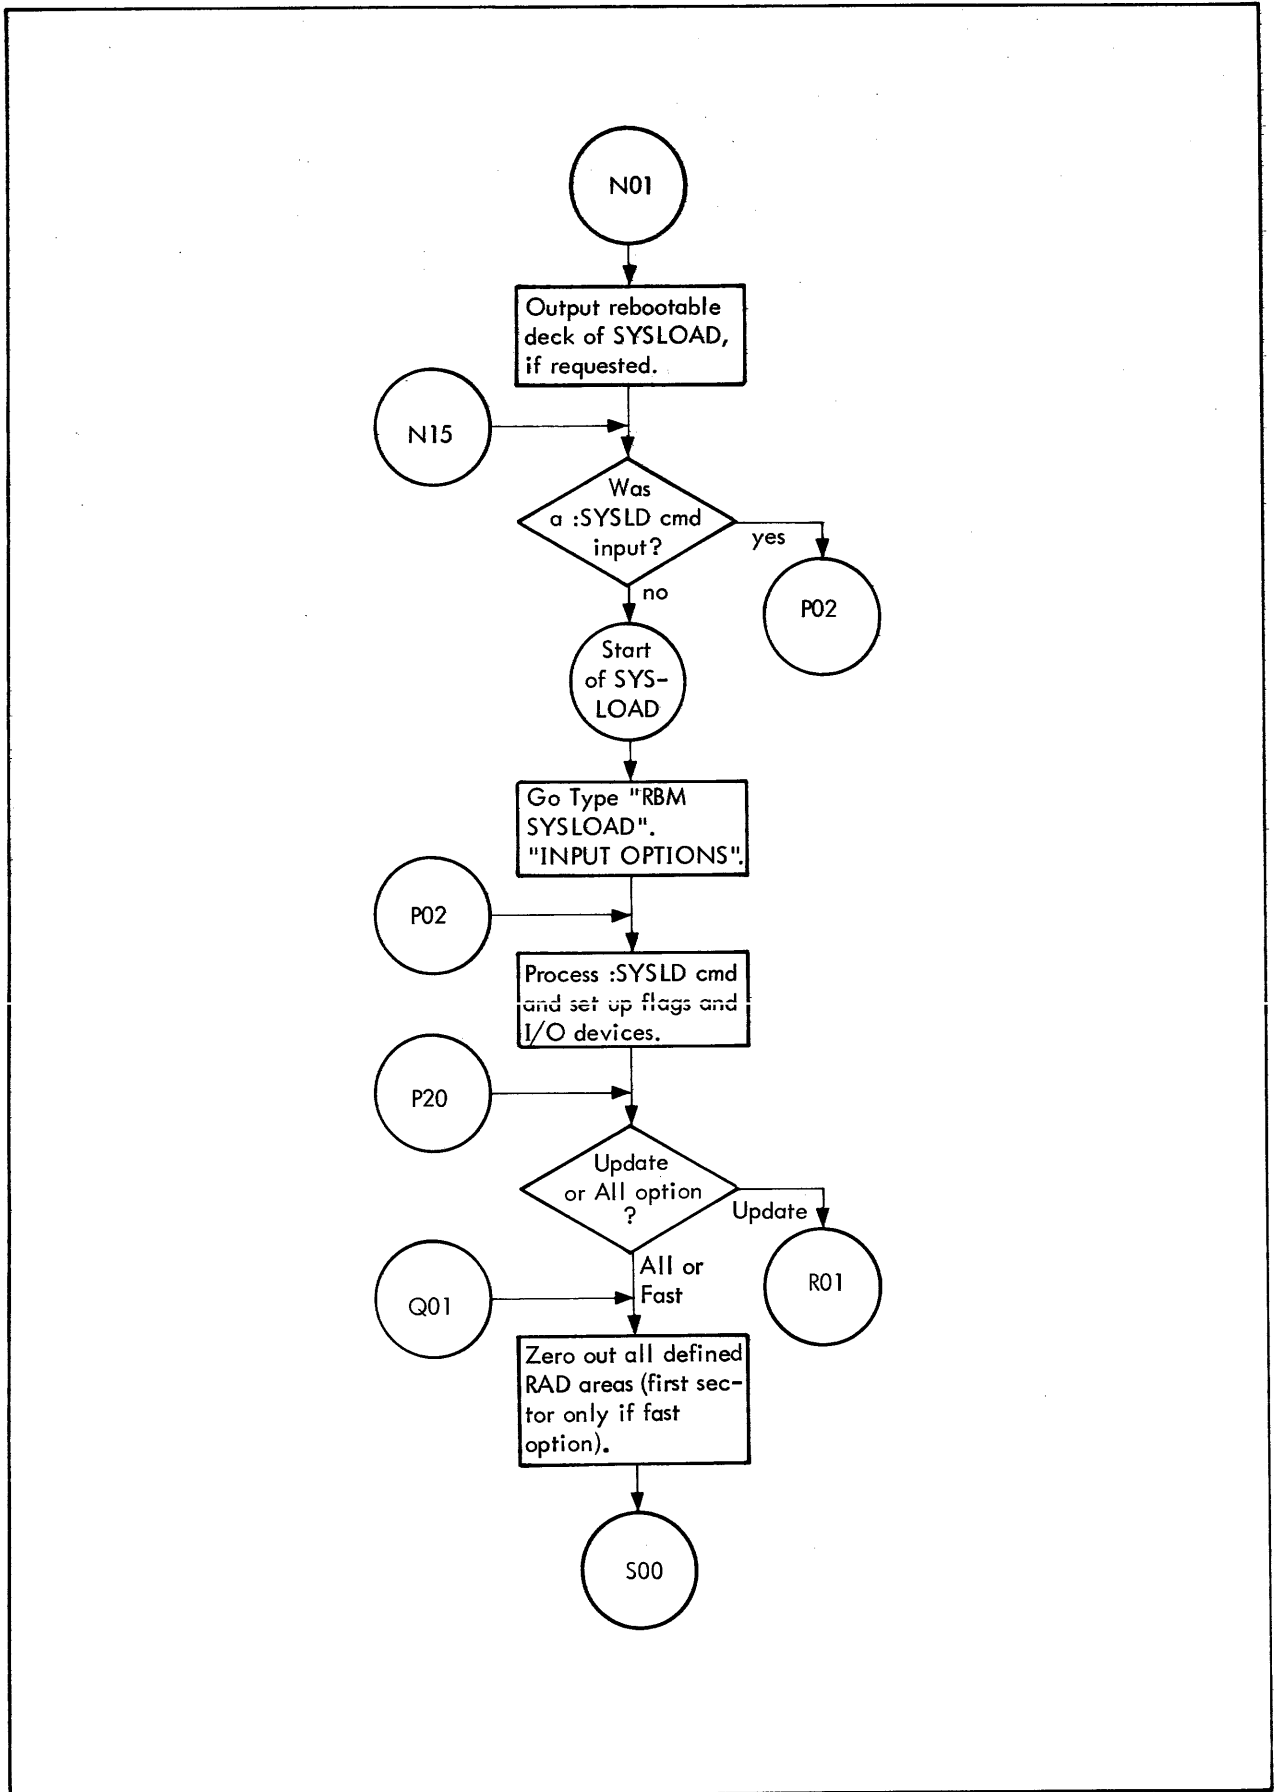 N01
Output rebootable
deck of SYSLOAD,
if requested.
N15
Was
a :SYSLD cmd
input?
yes
P02
no
Start
of SYS-
LOAD
Go Type "RBM
SYSLOAD".
"INPUT OPTIONS".
P02
Process :SYSLD cmd
and set up flags and
I/O devices.
P20
Update
or All option
?
Update
R01
All or
Fast
Q01
Zero out all defined
RAD areas (first sec-
tor only if fast
option).
S00